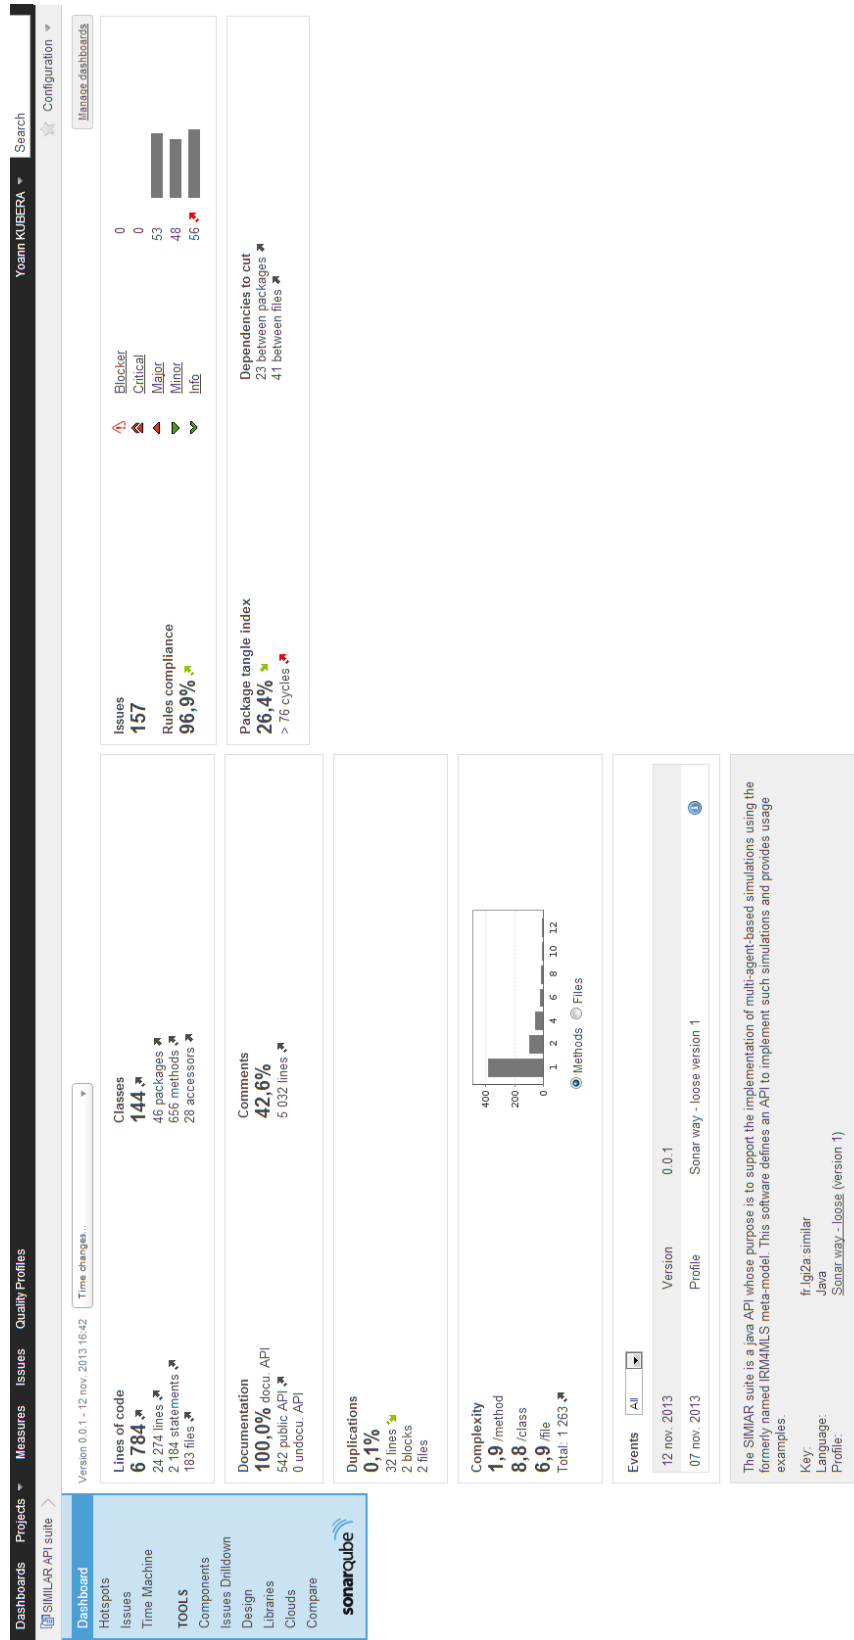 Dashboards Projects Measures Issues Quality Profiles Yoann KUBERA Search
SIMILAR API suite Configuration
Dashboard
Hotspots
Issues
Time Machine
TOOLS
Components
Issues Drilldown
Design
Libraries
Clouds
Compare
sonarqube
Version 0.0.1 - 12 nov. 2013 16:42 Time changes... Manage dashboards
Lines of code
6 784
24 274 lines
2 184 statements
183 files
Classes
144
46 packages
656 methods
28 accessors
Documentation
100,0% docu. API
542 public API
0 undocu. API
Comments
42,6%
5 032 lines
Duplications
0,1%
32 lines
2 blocks
2 files
Complexity
1,9 /method
8,8 /class
6,9 /file
Total: 1 263
400
200
0
1 2 4 6 8 10 12
Methods Files
Events All
12 nov. 2013 Version 0.0.1
07 nov. 2013 Profile Sonar way - loose version 1
The SIMIAR suite is a java API whose purpose is to support the implementation of multi-agent-based simulations using the
formerly named IRM4MLS meta-model. This software defines an API to implement such simulations and provides usage
examples.
Key: fr.lgi2a:similar
Language: Java
Profile: Sonar way - loose (version 1)
Issues
157
Rules compliance
96,9%
Blocker 0
Critical 0
Major 53
Minor 48
Info 56
Package tangle index
26,4%
> 76 cycles
Dependencies to cut
23 between packages
41 between files